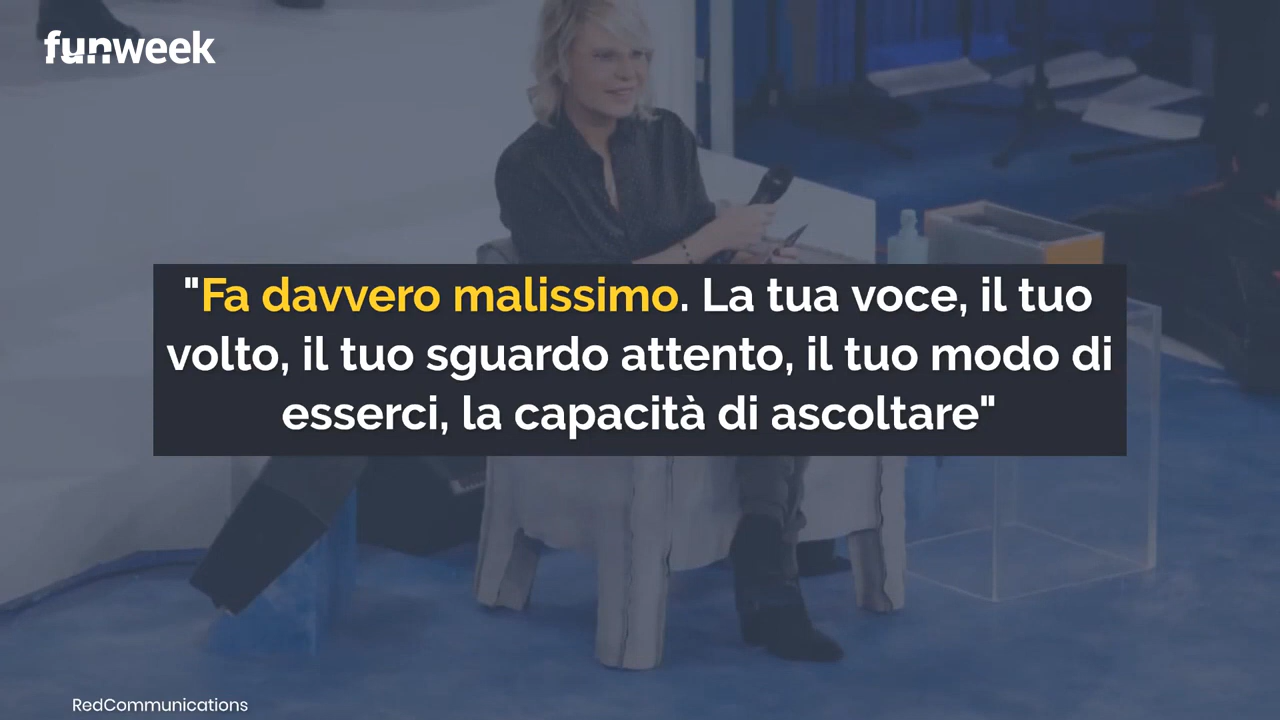 funweek
"Fa davvero malissimo. La tua voce, il tuo
volto, il tuo sguardo attento, il tuo modo di
esserci, la capacità di ascoltare"
RedCommunications